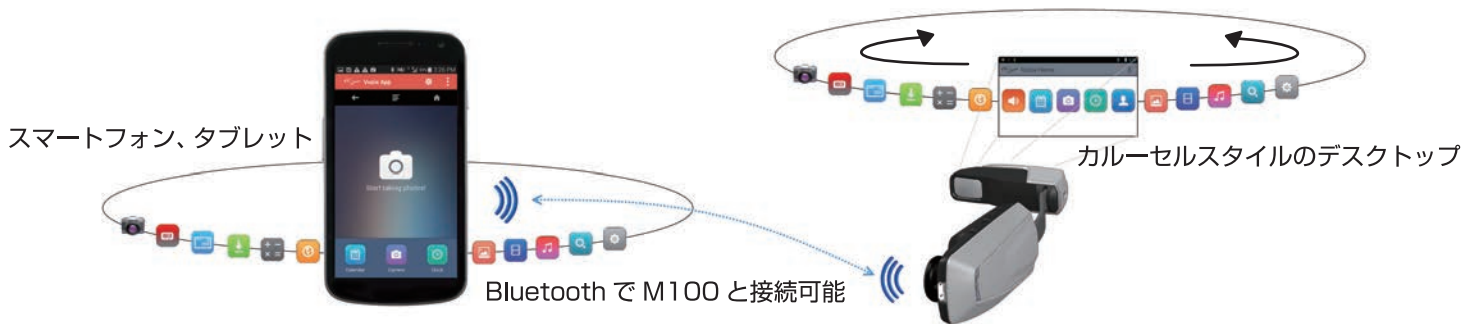 スマートフォン、タブレット
Vuzix App
Start taking photos!
Calendar
Camera
Clock
カルーセルスタイルのデスクトップ
Bluetooth で M100 と接続可能